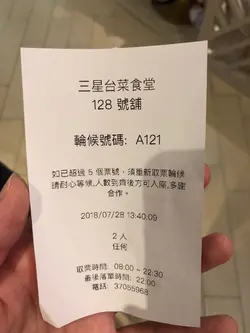 三星台菜食堂
128 號舖
輪候號碼: A121
如已超過 5 個票號，須重新取票輪候
請耐心等候,人數到齊後方可入座,多謝
合作。
2018/07/28 13:40:09
2 人
任何
取票時間: 08:00 ~ 22:30
最後落單時間: 22:00
電話: 37055968